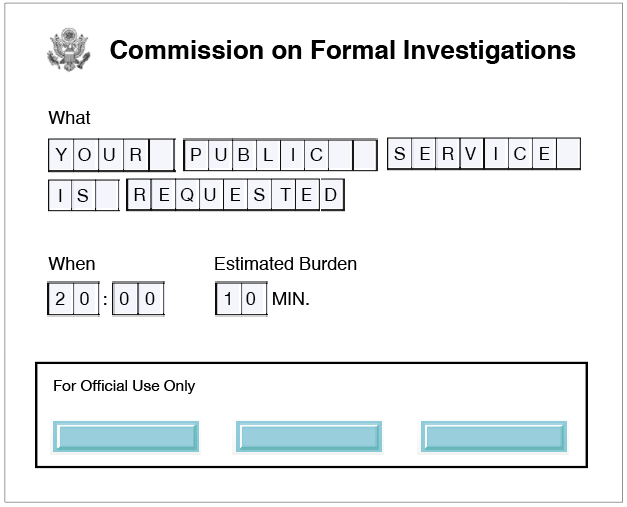 Commission on Formal Investigations
What
YOUR PUBLIC SERVICE
IS REQUESTED
When Estimated Burden
20:00 10 MIN.
For Official Use Only